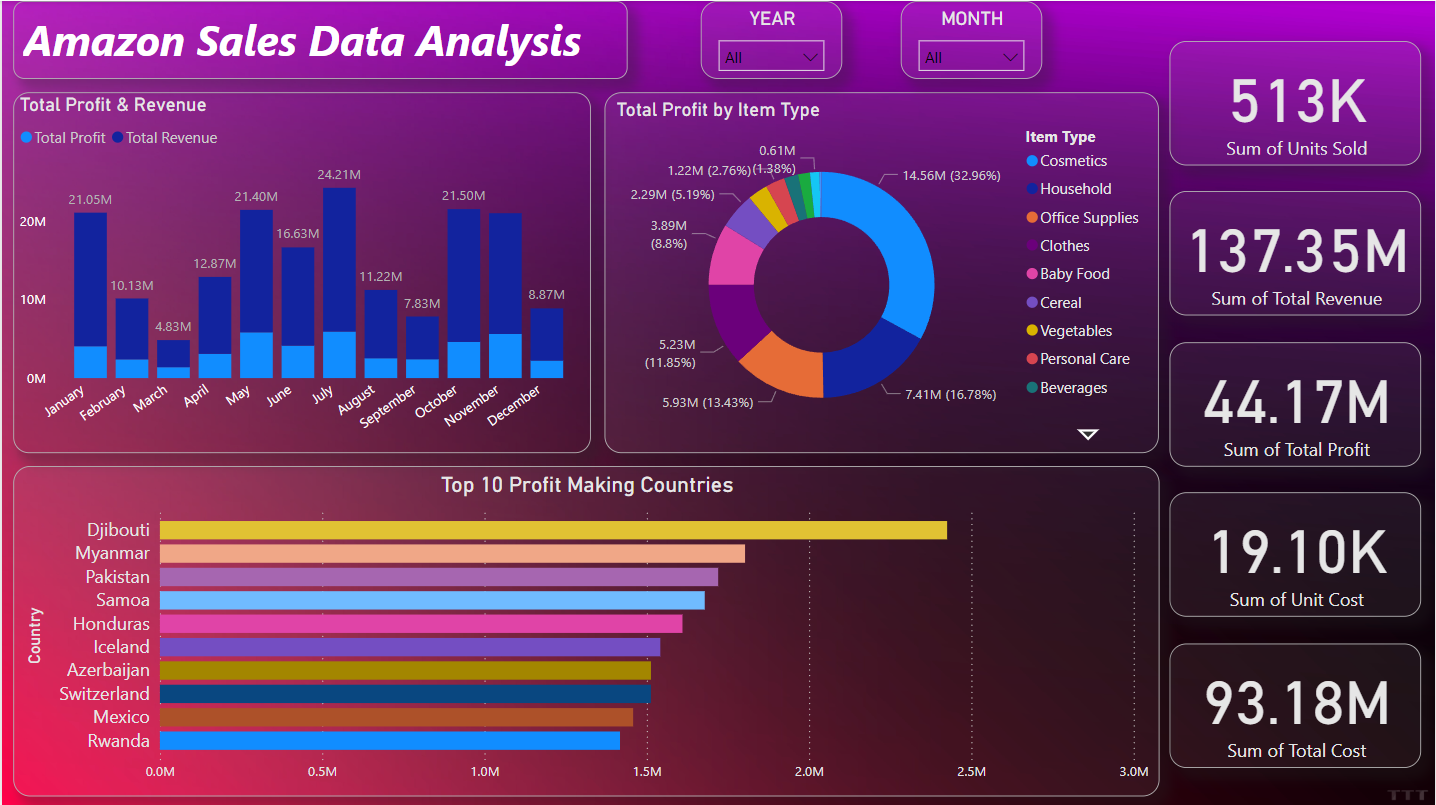 Amazon Sales Data Analysis
YEAR
All
MONTH
All
Total Profit & Revenue
Total Profit
Total Revenue
20M
10M
0M
21.05M
10.13M
4.83M
12.87M
21.40M
16.63M
24.21M
11.22M
7.83M
21.50M
8.87M
January
February
March
April
May
June
July
August
September
October
November
December
Total Profit by Item Type
0.61M
(1.38%)
1.22M (2.76%)
2.29M (5.19%)
3.89M
(8.8%)
5.23M
(11.85%)
5.93M (13.43%)
7.41M (16.78%)
14.56M (32.96%)
Item Type
Cosmetics
Household
Office Supplies
Clothes
Baby Food
Cereal
Vegetables
Personal Care
Beverages
Top 10 Profit Making Countries
Country
Djibouti
Myanmar
Pakistan
Samoa
Honduras
Iceland
Azerbaijan
Switzerland
Mexico
Rwanda
0.0M
0.5M
1.0M
1.5M
2.0M
2.5M
3.0M
513K
Sum of Units Sold
137.35M
Sum of Total Revenue
44.17M
Sum of Total Profit
19.10K
Sum of Unit Cost
93.18M
Sum of Total Cost
TTT